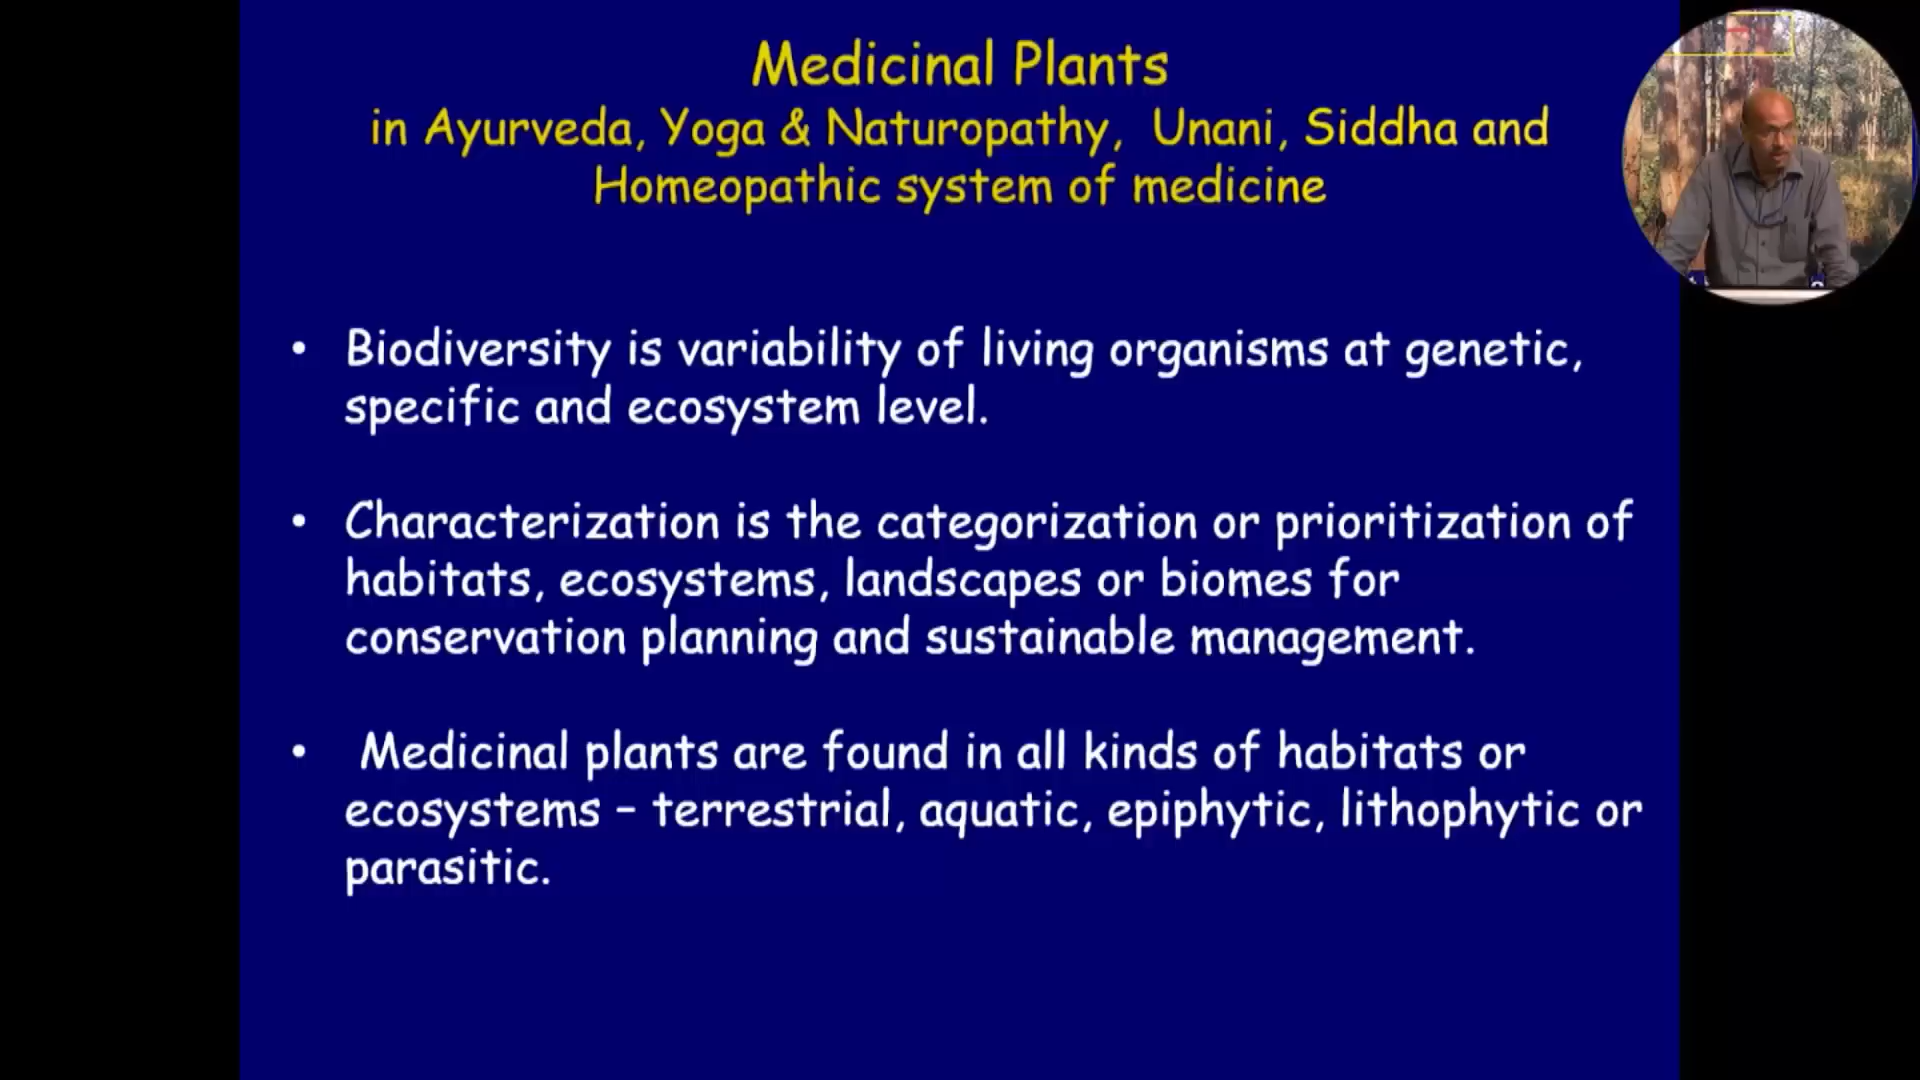 Medicinal Plants
in Ayurveda, Yoga & Naturopathy, Unani, Siddha and
Homeopathic system of medicine
• Biodiversity is variability of living organisms at genetic,
specific and ecosystem level.
• Characterization is the categorization or prioritization of
habitats, ecosystems, landscapes or biomes for
conservation planning and sustainable management.
• Medicinal plants are found in all kinds of habitats or
ecosystems – terrestrial, aquatic, epiphytic, lithophytic or
parasitic.